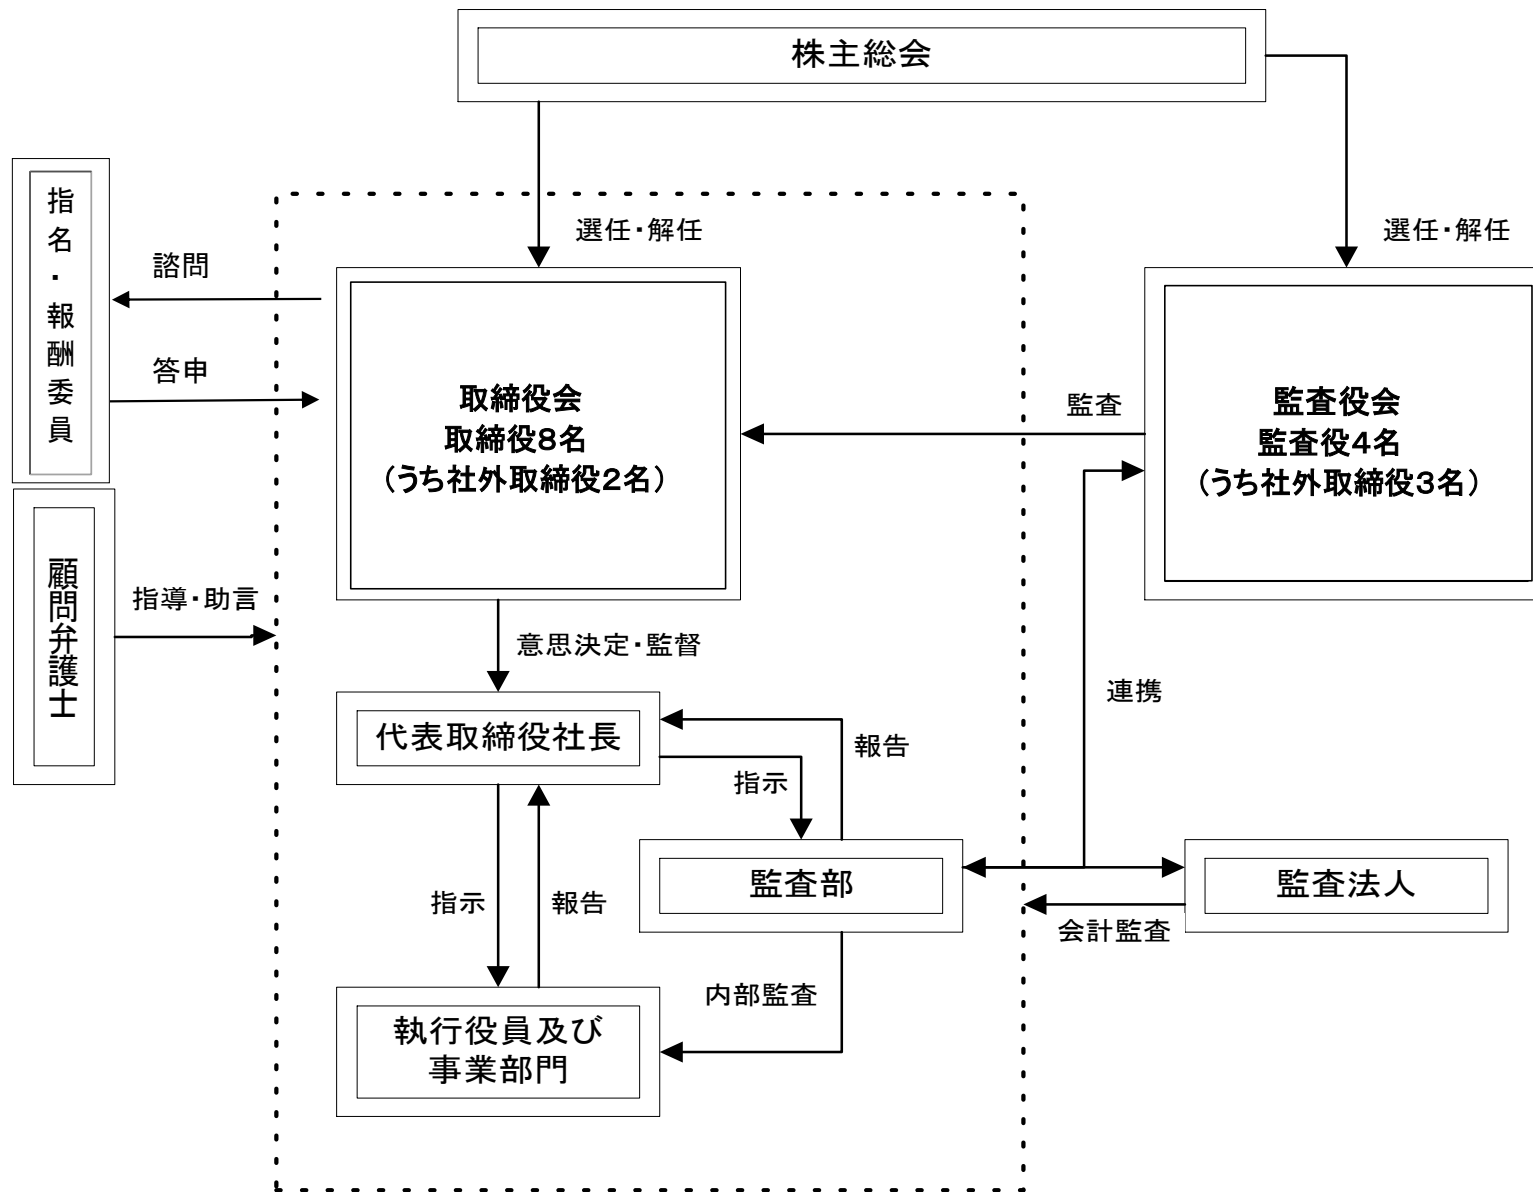 株主総会
選任・解任
選任・解任
指名・報酬委員
諮問
答申
取締役会
取締役8名
（うち社外取締役2名）
監査
監査役会
監査役4名
（うち社外取締役3名）
顧問弁護士
指導・助言
意思決定・監督
連携
代表取締役社長
報告
指示
監査部
監査法人
指示
報告
会計監査
内部監査
執行役員及び
事業部門